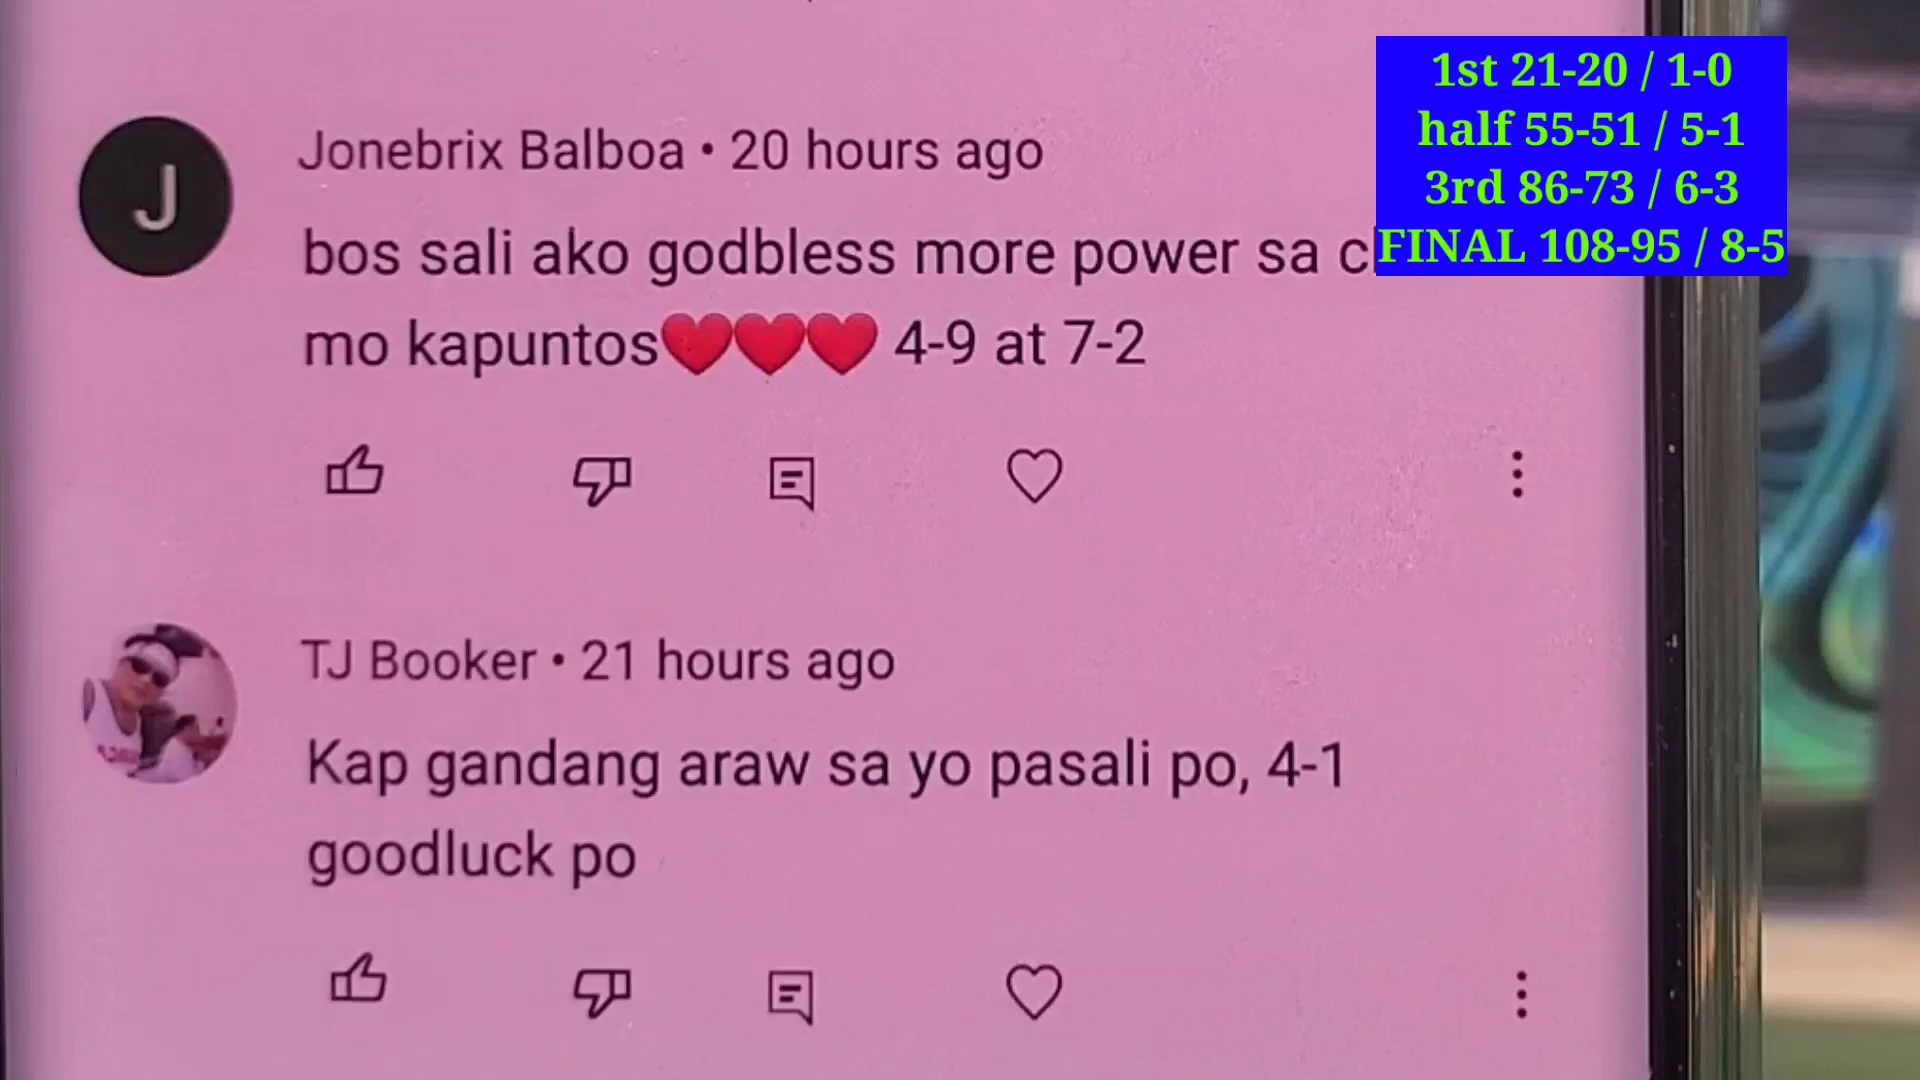 1st 21-20 / 1-0
half 55-51 / 5-1
3rd 86-73 / 6-3
FINAL 108-95 / 8-5
J
Jonebrix Balboa • 20 hours ago
bos sali ako godbless more power sa
mo kapuntos❤️❤️❤️ 4-9 at 7-2
TJ Booker • 21 hours ago
Kap gandang araw sa yo pasali po, 4-1
goodluck po